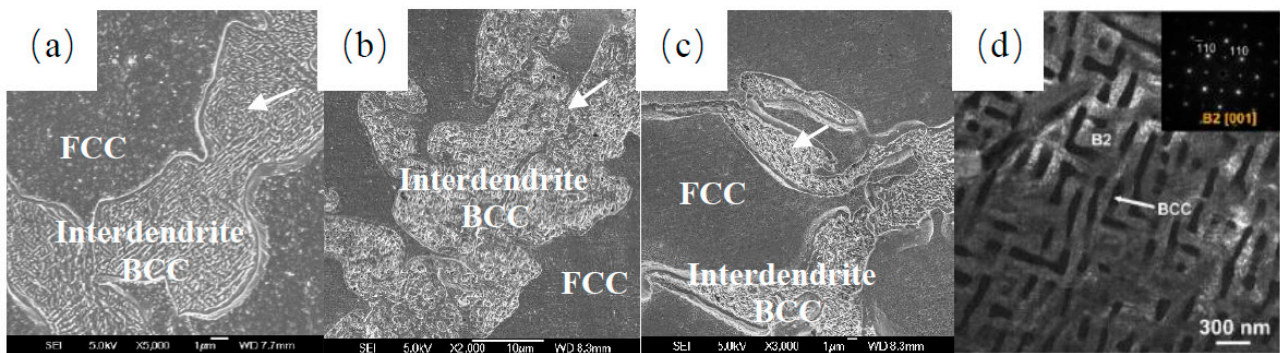 (a)
FCC
Interdendrite
BCC
SEI 5.0kV X5,000 1μm WD 7.7mm
(b)
Interdendrite
BCC
FCC
SEI 5.0kV X2,000 10μm WD 8.3mm
(c)
FCC
Interdendrite
BCC
SEI 5.0kV X3,000 1μm WD 8.3mm
(d)
110 110
B2 [001]
B2
BCC
300 nm